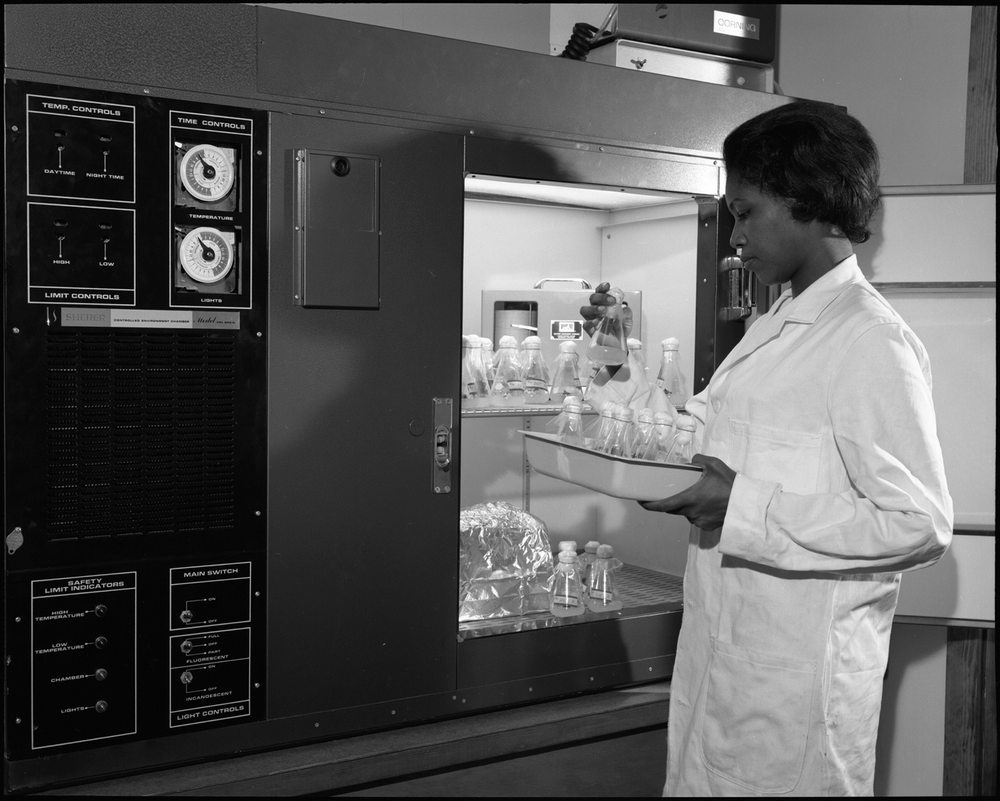 CORNING
TEMP. CONTROLS
DAYTIME
NIGHT TIME
HIGH
LOW
LIMIT CONTROLS
TIME CONTROLS
TEMPERATURE
LIGHTS
SHERER
CONTROLLED ENVIRONMENT CHAMBER
Model
SAFETY
LIMIT INDICATORS
HIGH
TEMPERATURE
LOW
TEMPERATURE
CHAMBER
LIGHTS
MAIN SWITCH
ON
OFF
FULL
OFF
PART
FLUORESCENT
ON
OFF
INCANDESCENT
LIGHT CONTROLS